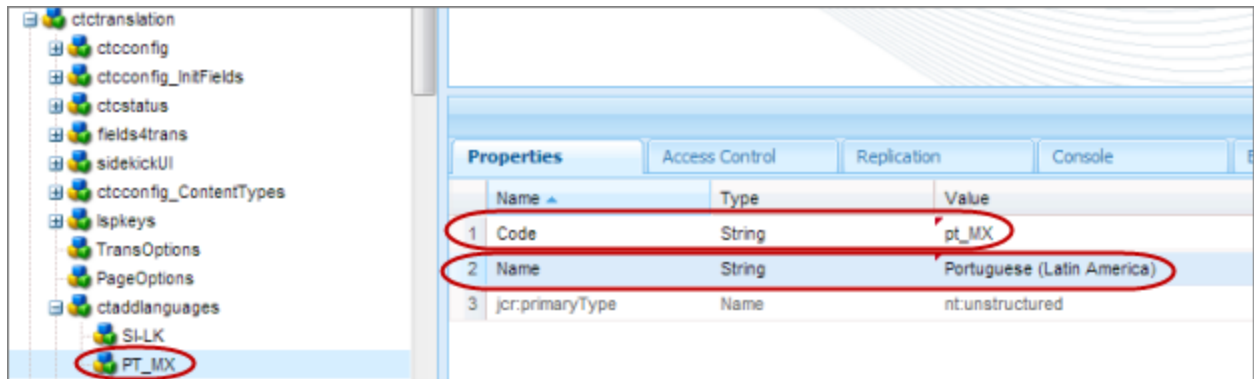 ctctranslation
ctcconfig
ctcconfig_InitFields
ctcstatus
fields4trans
sidekickUI
ctcconfig_ContentTypes
lspkeys
TransOptions
PageOptions
ctaddlanguages
SI-LK
PT_MX
Properties Access Control Replication Console
Name Type Value
1 Code String pt_MX
2 Name String Portuguese (Latin America)
3 jcr:primaryType Name nt:unstructured